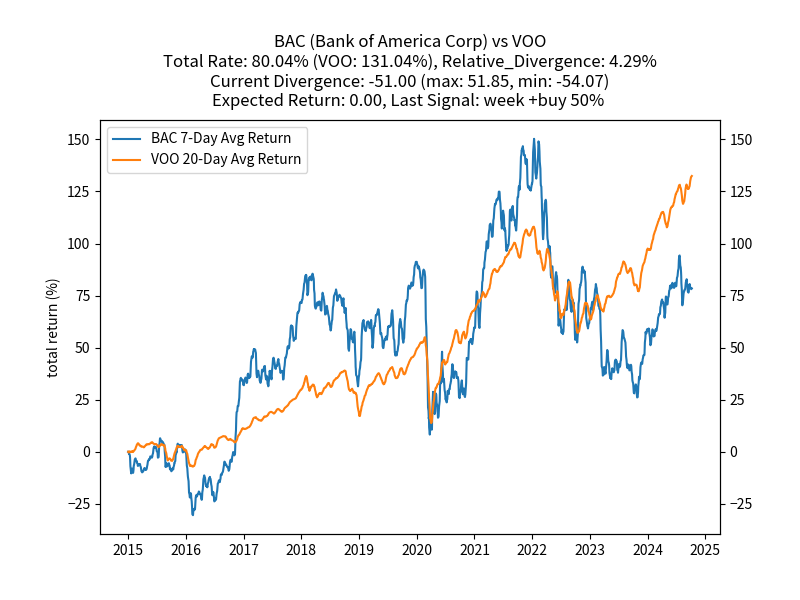 BAC (Bank of America Corp) vs VOO
Total Rate: 80.04% (VOO: 131.04%), Relative_Divergence: 4.29%
Current Divergence: -51.00 (max: 51.85, min: -54.07)
Expected Return: 0.00, Last Signal: week +buy 50%
BAC 7-Day Avg Return
VOO 20-Day Avg Return
total return (%)
150
125
100
75
50
25
0
−25
150
125
100
75
50
25
0
−25
2015 2016 2017 2018 2019 2020 2021 2022 2023 2024 2025